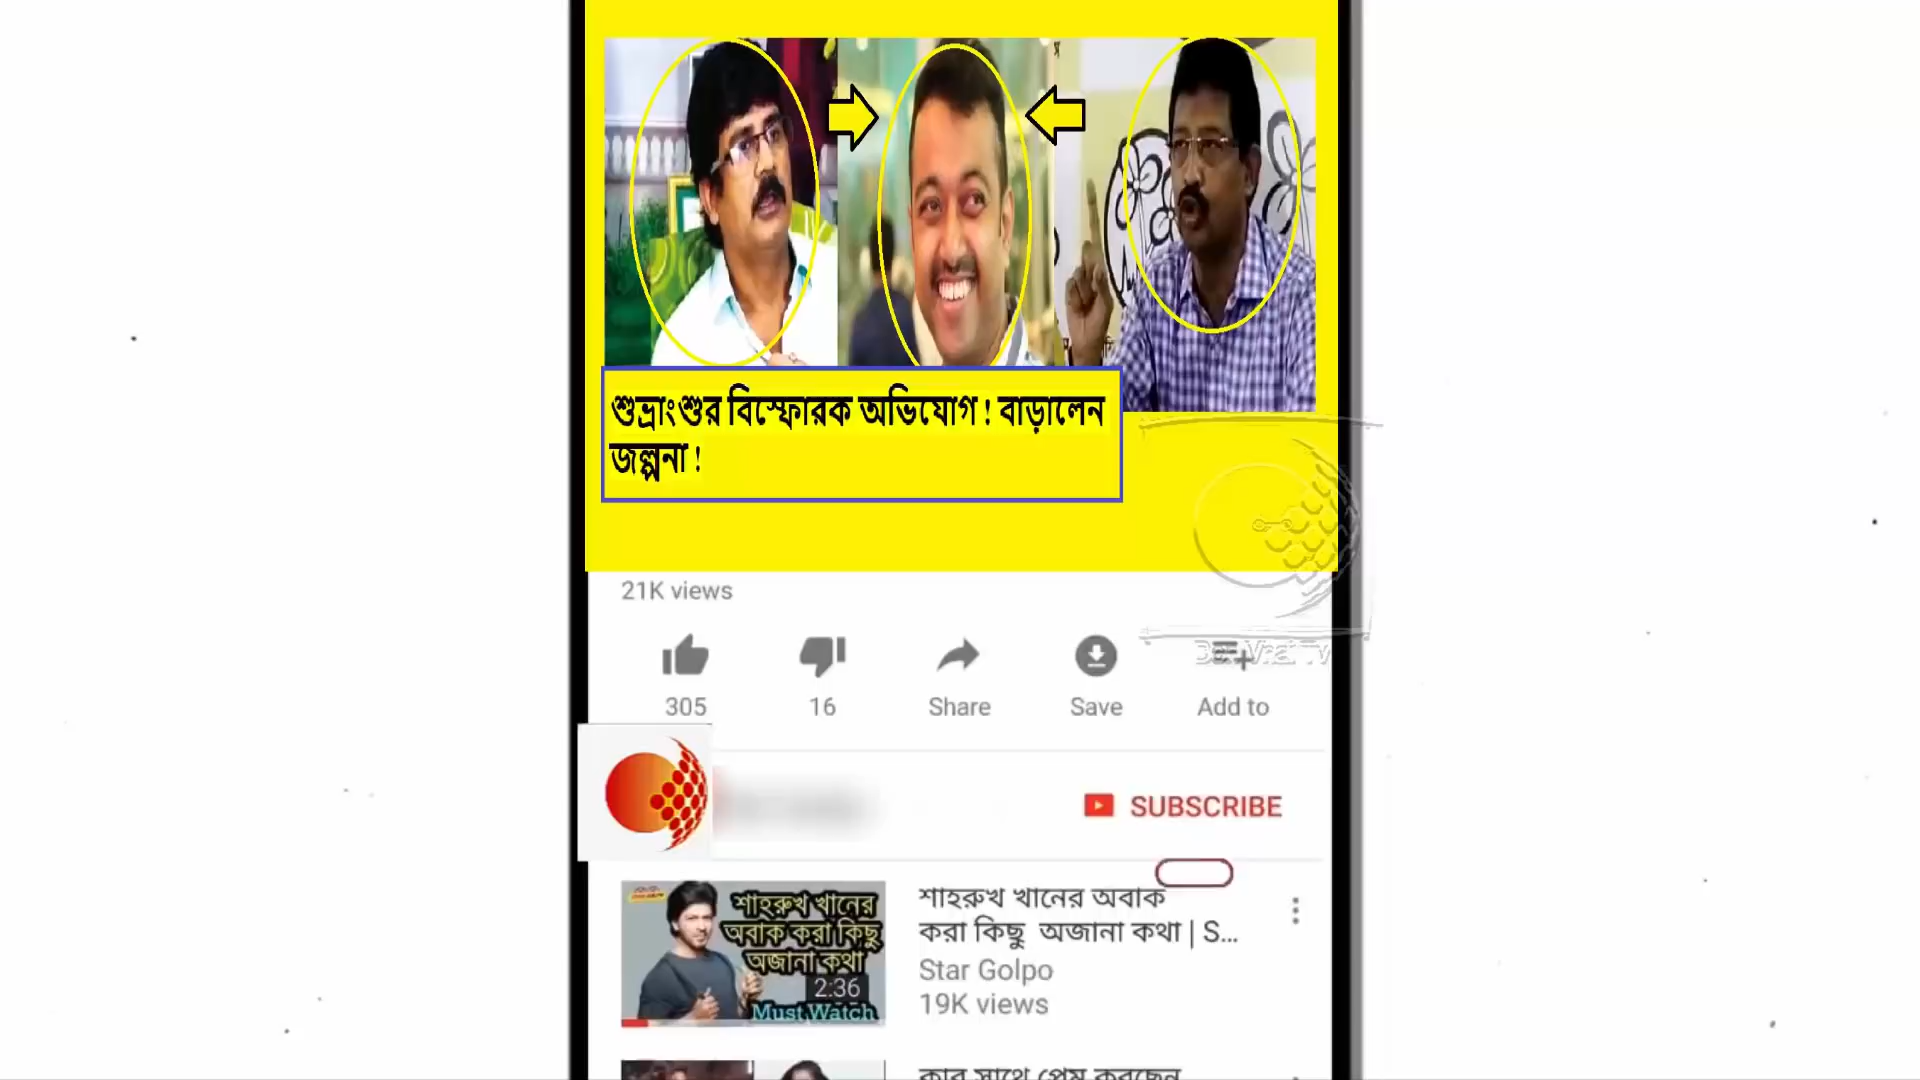 শুভ্রাংশুর বিস্ফোরক অভিযোগ! বাড়ালেন
জল্পনা!
21K views
305
16
Share
Save
Add to
SUBSCRIBE
শাহরুখ খানের
অবাক করা কিছু
অজানা কথা
2:36
Must Watch
শাহরুখ খানের অবাক
করা কিছু অজানা কথা | S...
Star Golpo
19K views
কার সাথে প্রেম করছেন